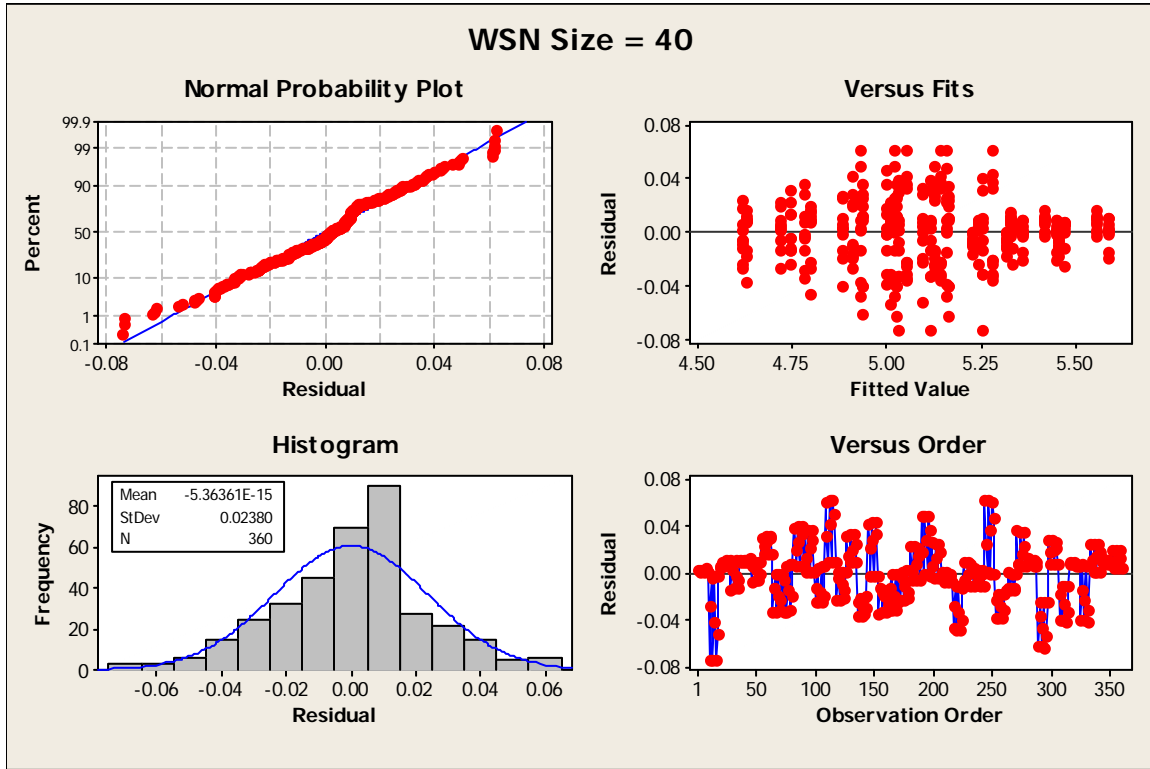 WSN Size = 40
Normal Probability Plot
99.9
99
90
50
10
1
0.1
Percent
-0.08 -0.04 0.00 0.04 0.08
Residual
Versus Fits
0.08
0.04
0.00
-0.04
-0.08
Residual
4.50 4.75 5.00 5.25 5.50
Fitted Value
Histogram
Mean -5.36361E-15
StDev 0.02380
N 360
80
60
40
20
0
Frequency
-0.06 -0.04 -0.02 0.00 0.02 0.04 0.06
Residual
Versus Order
0.08
0.04
0.00
-0.04
-0.08
Residual
1 50 100 150 200 250 300 350
Observation Order